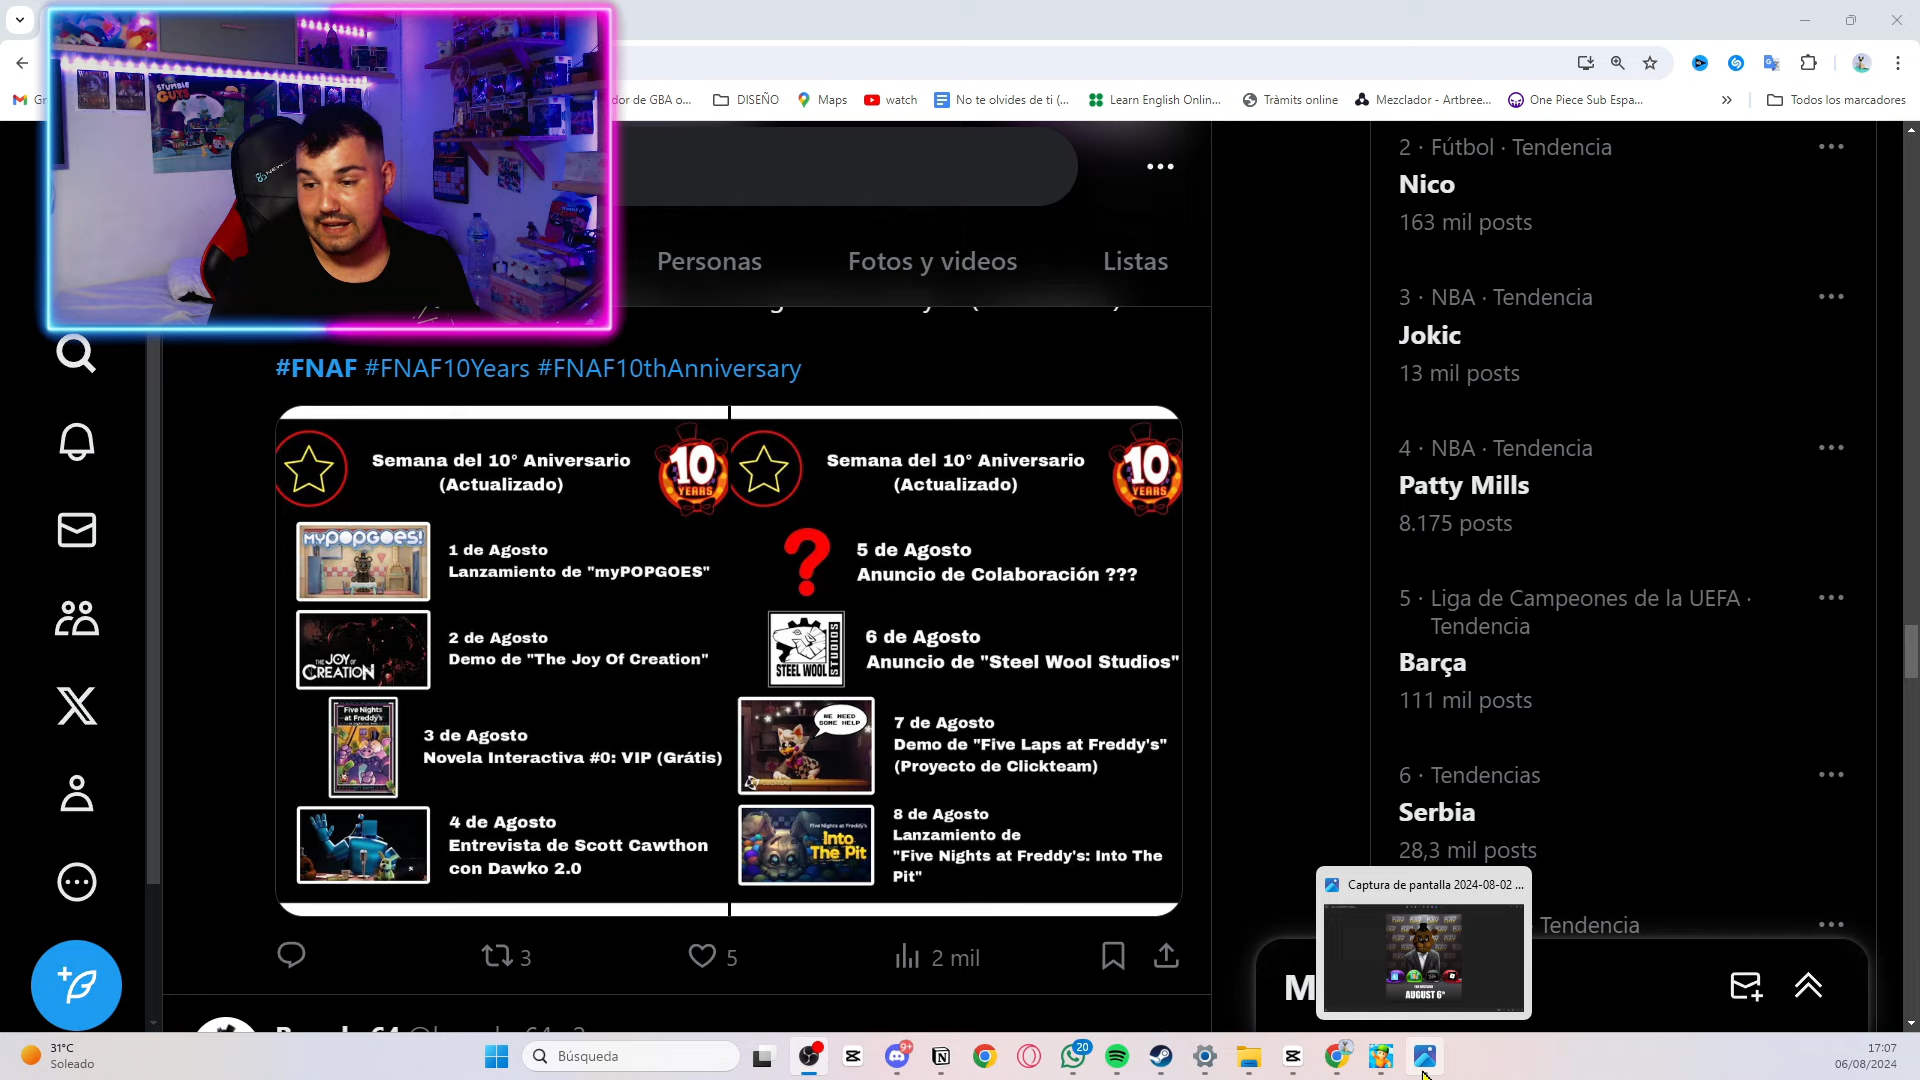 STUMBLE
GUYS
Gr
dor de GBA o...
DISEÑO
Maps
watch
No te olvides de ti (...
Learn English Onlin...
Tràmits online
Mezclador - Artbree...
One Piece Sub Espa...
»
Todos los marcadores
Personas
Fotos y videos
Listas
#FNAF #FNAF10Years #FNAF10thAnniversary
Semana del 10° Aniversario
(Actualizado)
10
YEARS
MYPOPGOES!
1 de Agosto
Lanzamiento de "myPOPGOES"
THE JOY OF
CREATION
2 de Agosto
Demo de "The Joy Of Creation"
Five Nights
at Freddy's
3 de Agosto
Novela Interactiva #0: VIP (Grátis)
4 de Agosto
Entrevista de Scott Cawthon
con Dawko 2.0
Semana del 10° Aniversario
(Actualizado)
10
YEARS
?
5 de Agosto
Anuncio de Colaboración ???
STEEL WOOL
STUDIOS
6 de Agosto
Anuncio de "Steel Wool Studios"
WE NEED
SOME HELP
7 de Agosto
Demo de "Five Laps at Freddy's"
(Proyecto de Clickteam)
Five Nights at Freddy's
Into
The Pit
8 de Agosto
Lanzamiento de
"Five Nights at Freddy's: Into The
Pit"
3
5
2 mil
2 · Fútbol · Tendencia
Nico
163 mil posts
3 · NBA · Tendencia
Jokic
13 mil posts
4 · NBA · Tendencia
Patty Mills
8.175 posts
5 · Liga de Campeones de la UEFA ·
Tendencia
Barça
111 mil posts
6 · Tendencias
Serbia
28,3 mil posts
Tendencia
Captura de pantalla 2024-08-02 ...
AUGUST 6
M
31°C
Soleado
Búsqueda
9+
20
17:07
06/08/2024